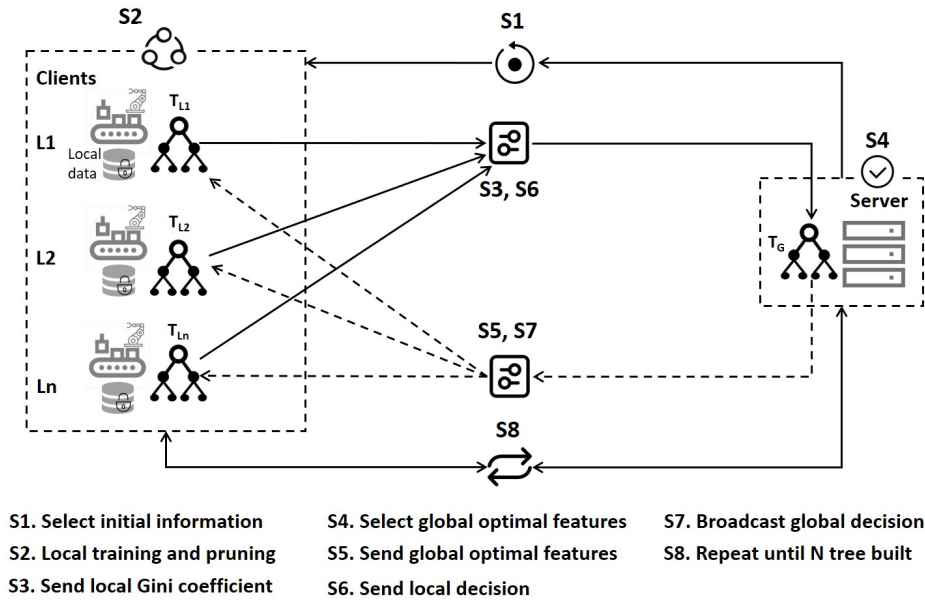 S2
S1
Clients
T_L1
L1
Local
data
S3, S6
S4
Server
T_L2
L2
T_G
T_Ln
Ln
S5, S7
S8
S1. Select initial information
S2. Local training and pruning
S3. Send local Gini coefficient
S4. Select global optimal features
S5. Send global optimal features
S6. Send local decision
S7. Broadcast global decision
S8. Repeat until N tree built